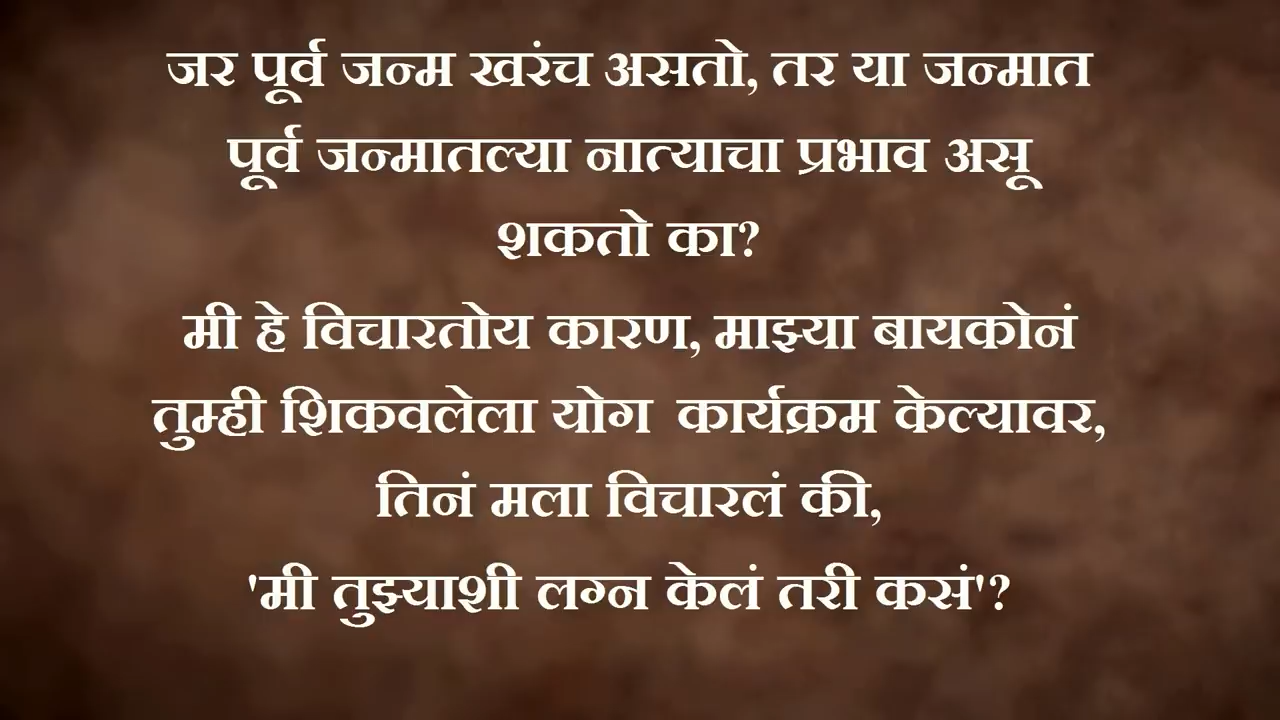 जर पूर्व जन्म खरंच असतो, तर या जन्मात
पूर्व जन्मातल्या नात्याचा प्रभाव असू
शकतो का?
मी हे विचारतोय कारण, माझ्या बायकोनं
तुम्ही शिकवलेला योग कार्यक्रम केल्यावर,
तिनं मला विचारलं की,
'मी तुझ्याशी लग्न केलं तरी कसं'?